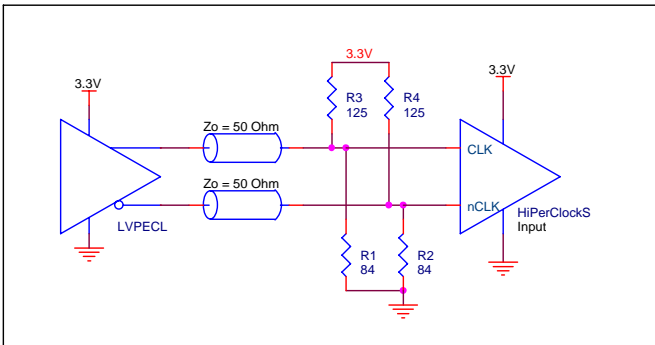 3.3V
3.3V
3.3V
R3
125
R4
125
Zo = 50 Ohm
CLK
Zo = 50 Ohm
nCLK
HiPerClockS
Input
LVPECL
R1
84
R2
84